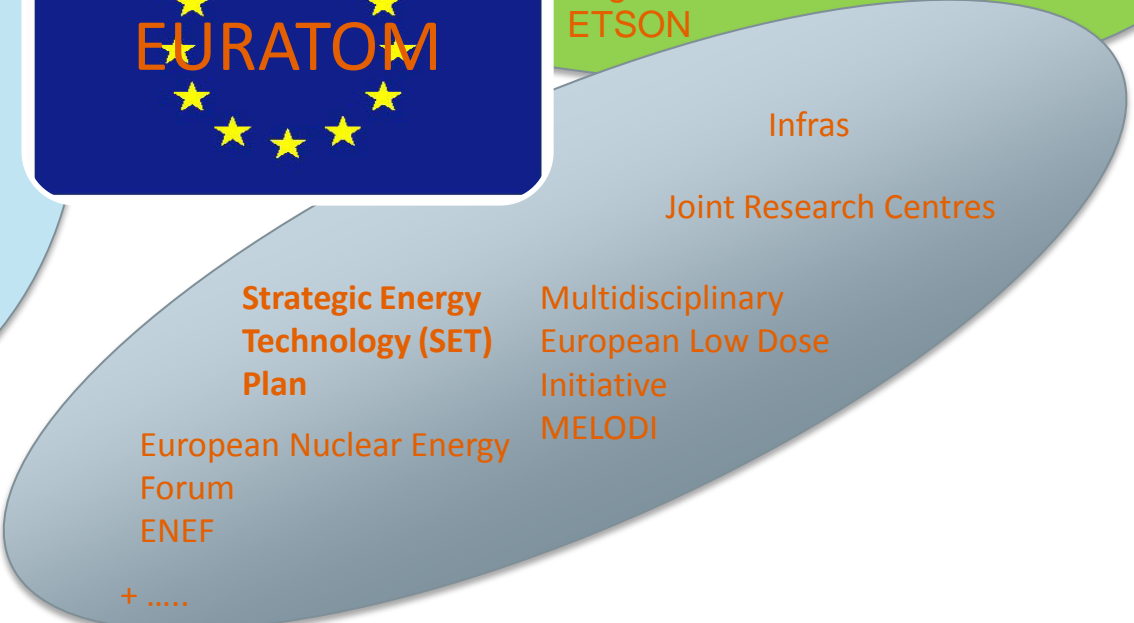 EURATOM
ETSON
Infras
Joint Research Centres
Strategic Energy
Technology (SET)
Plan
Multidisciplinary
European Low Dose
Initiative
MELODI
European Nuclear Energy
Forum
ENEF
+ .....